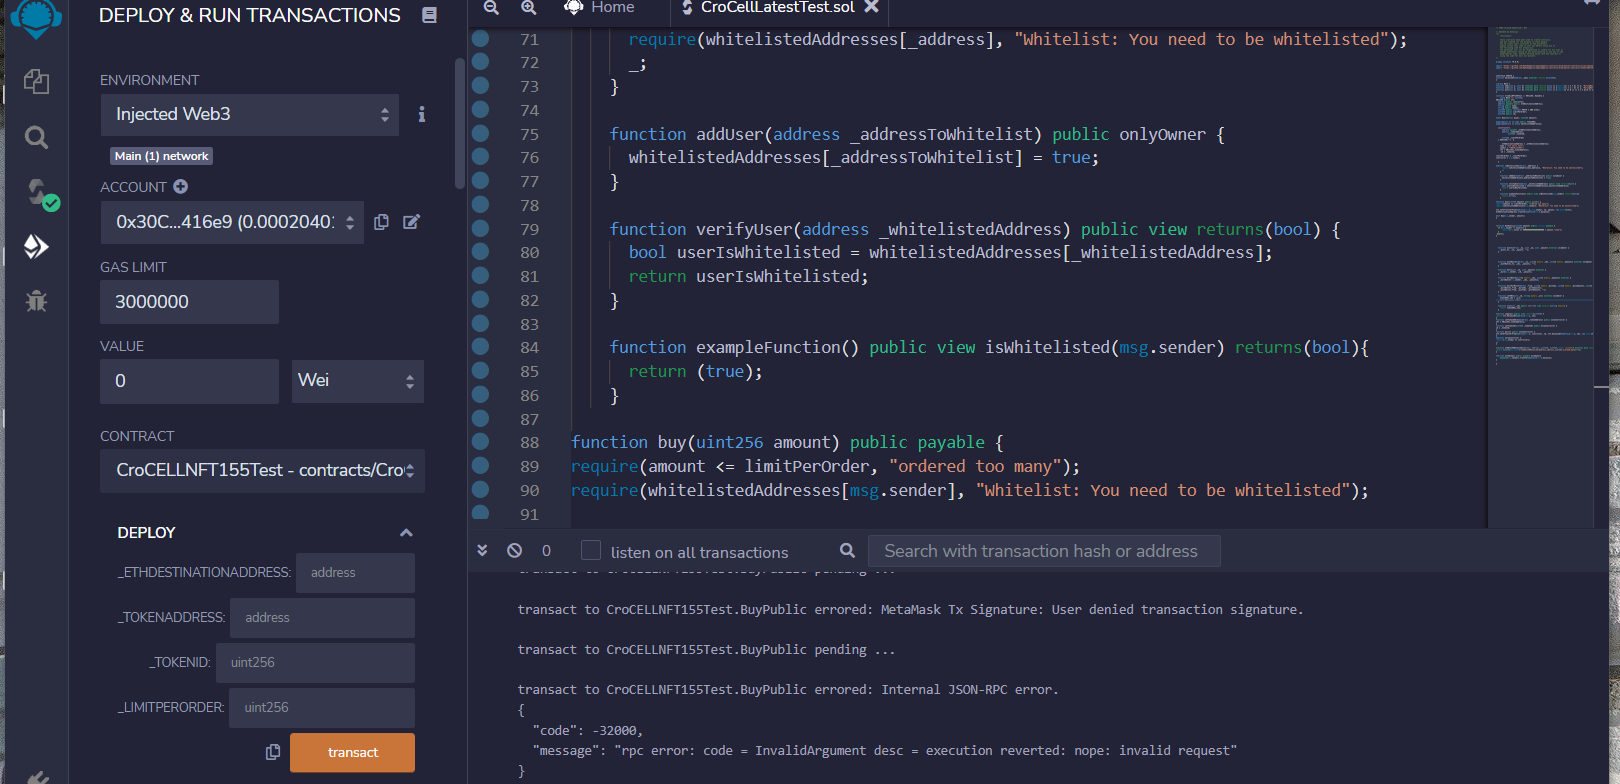 DEPLOY & RUN TRANSACTIONS
ENVIRONMENT
Injected Web3
Main (1) network
ACCOUNT
0x30C...416e9 (0.00020401
GAS LIMIT
3000000
VALUE
0
Wei
CONTRACT
CroCELLNFT155Test - contracts/Cro
DEPLOY
_ETHDESTINATIONADDRESS: address
_TOKENADDRESS: address
_TOKENID: uint256
_LIMITPERORDER: uint256
transact
Home
CroCellLatestTest.sol
71 require(whitelistedAddresses[_address], "Whitelist: You need to be whitelisted");
72 _;
73 }
74
75 function addUser(address _addressToWhitelist) public onlyOwner {
76 whitelistedAddresses[_addressToWhitelist] = true;
77 }
78
79 function verifyUser(address _whitelistedAddress) public view returns(bool) {
80 bool userIsWhitelisted = whitelistedAddresses[_whitelistedAddress];
81 return userIsWhitelisted;
82 }
83
84 function exampleFunction() public view isWhitelisted(msg.sender) returns(bool){
85 return (true);
86 }
87
88 function buy(uint256 amount) public payable {
89 require(amount <= limitPerOrder, "ordered too many");
90 require(whitelistedAddresses[msg.sender], "Whitelist: You need to be whitelisted");
91
0
listen on all transactions
Search with transaction hash or address
transact to CroCELLNFT155Test.BuyPublic pending ...
transact to CroCELLNFT155Test.BuyPublic errored: MetaMask Tx Signature: User denied transaction signature.
transact to CroCELLNFT155Test.BuyPublic pending ...
transact to CroCELLNFT155Test.BuyPublic errored: Internal JSON-RPC error.
{
"code": -32000,
"message": "rpc error: code = InvalidArgument desc = execution reverted: nope: invalid request"
}